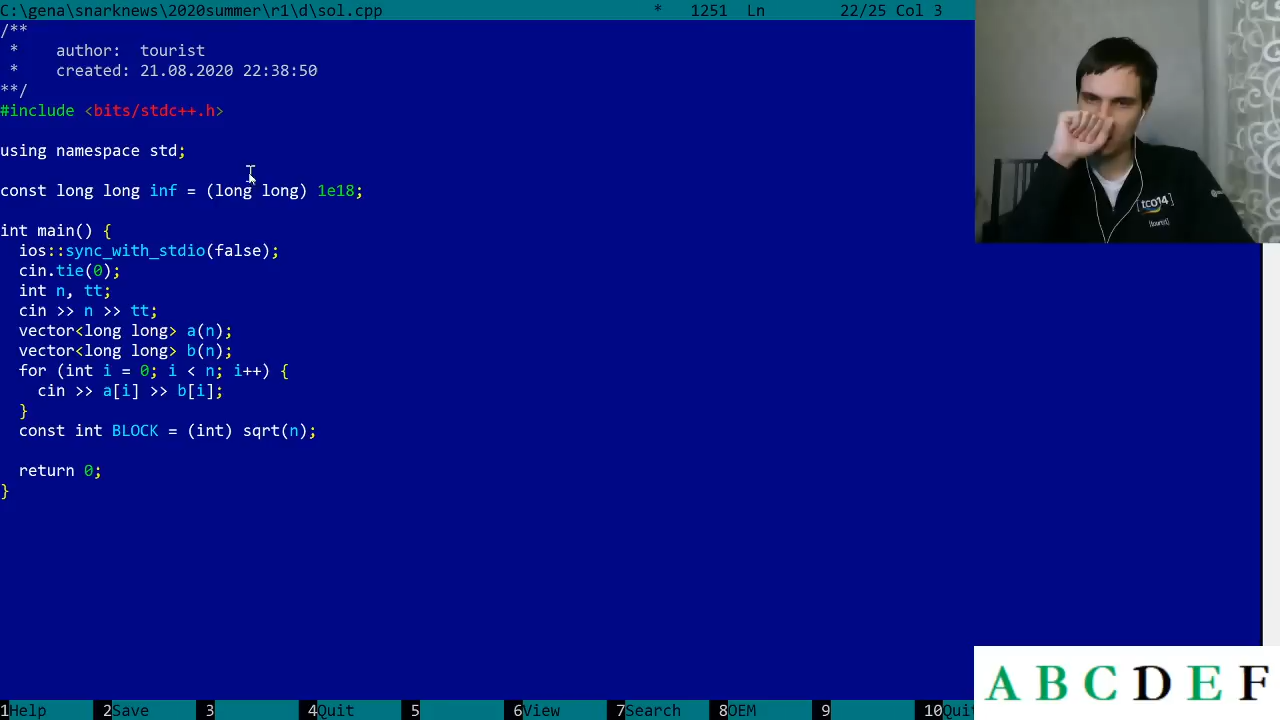 C:\gena\snarknews\2020summer\r1\d\sol.cpp * 1251 Ln 22/25 Col 3
/**
 *    author:  tourist
 *    created: 21.08.2020 22:38:50
**/
#include <bits/stdc++.h>
using namespace std;
const long long inf = (long long) 1e18;
int main() {
  ios::sync_with_stdio(false);
  cin.tie(0);
  int n, tt;
  cin >> n >> tt;
  vector<long long> a(n);
  vector<long long> b(n);
  for (int i = 0; i < n; i++) {
    cin >> a[i] >> b[i];
  }
  const int BLOCK = (int) sqrt(n);
  return 0;
}
[tco14]
[tourist]
A B C D E F
1Help 2Save 3 4Quit 5 6View 7Search 8OEM 9 10Quit